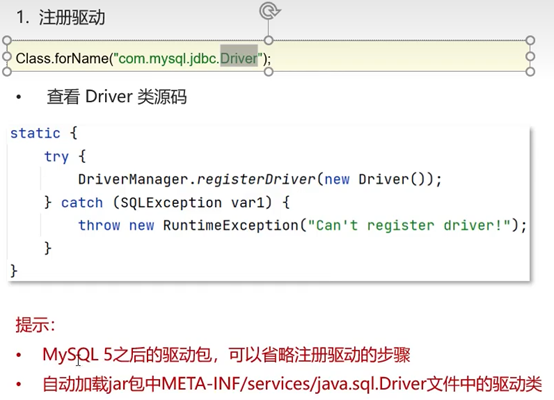 1. 注册驱动
Class.forName("com.mysql.jdbc.Driver");
• 查看 Driver 类源码
static {
try {
DriverManager.registerDriver(new Driver());
} catch (SQLException var1) {
throw new RuntimeException("Can't register driver!");
}
}
提示：
• MySQL 5之后的驱动包，可以省略注册驱动的步骤
• 自动加载jar包中META-INF/services/java.sql.Driver文件中的驱动类